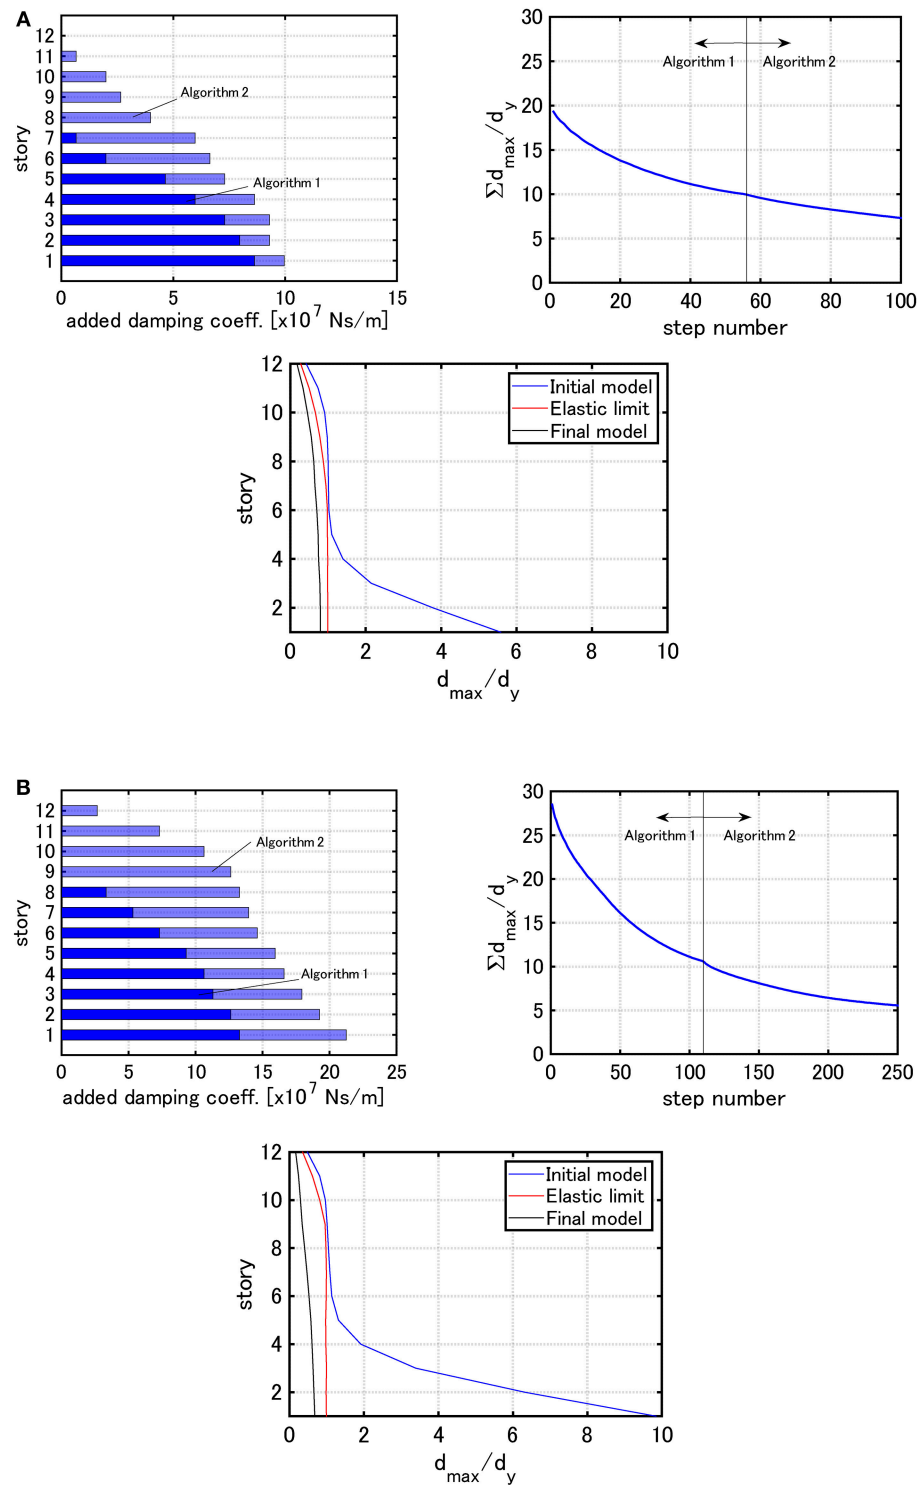 A
12
11
10
9
8
7
6
5
4
3
2
1
story
Algorithm 2
Algorithm 1
0 5 10 15
added damping coeff. [x10^7 Ns/m]
30
25
20
15
10
5
0
Σd_max/d_y
Algorithm 1 Algorithm 2
0 20 40 60 80 100
step number
12
10
8
6
4
2
story
Initial model
Elastic limit
Final model
0 2 4 6 8 10
d_max/d_y
B
12
11
10
9
8
7
6
5
4
3
2
1
story
Algorithm 2
Algorithm 1
0 5 10 15 20 25
added damping coeff. [x10^7 Ns/m]
30
25
20
15
10
5
0
Σd_max/d_y
Algorithm 1 Algorithm 2
0 50 100 150 200 250
step number
12
10
8
6
4
2
story
Initial model
Elastic limit
Final model
0 2 4 6 8 10
d_max/d_y